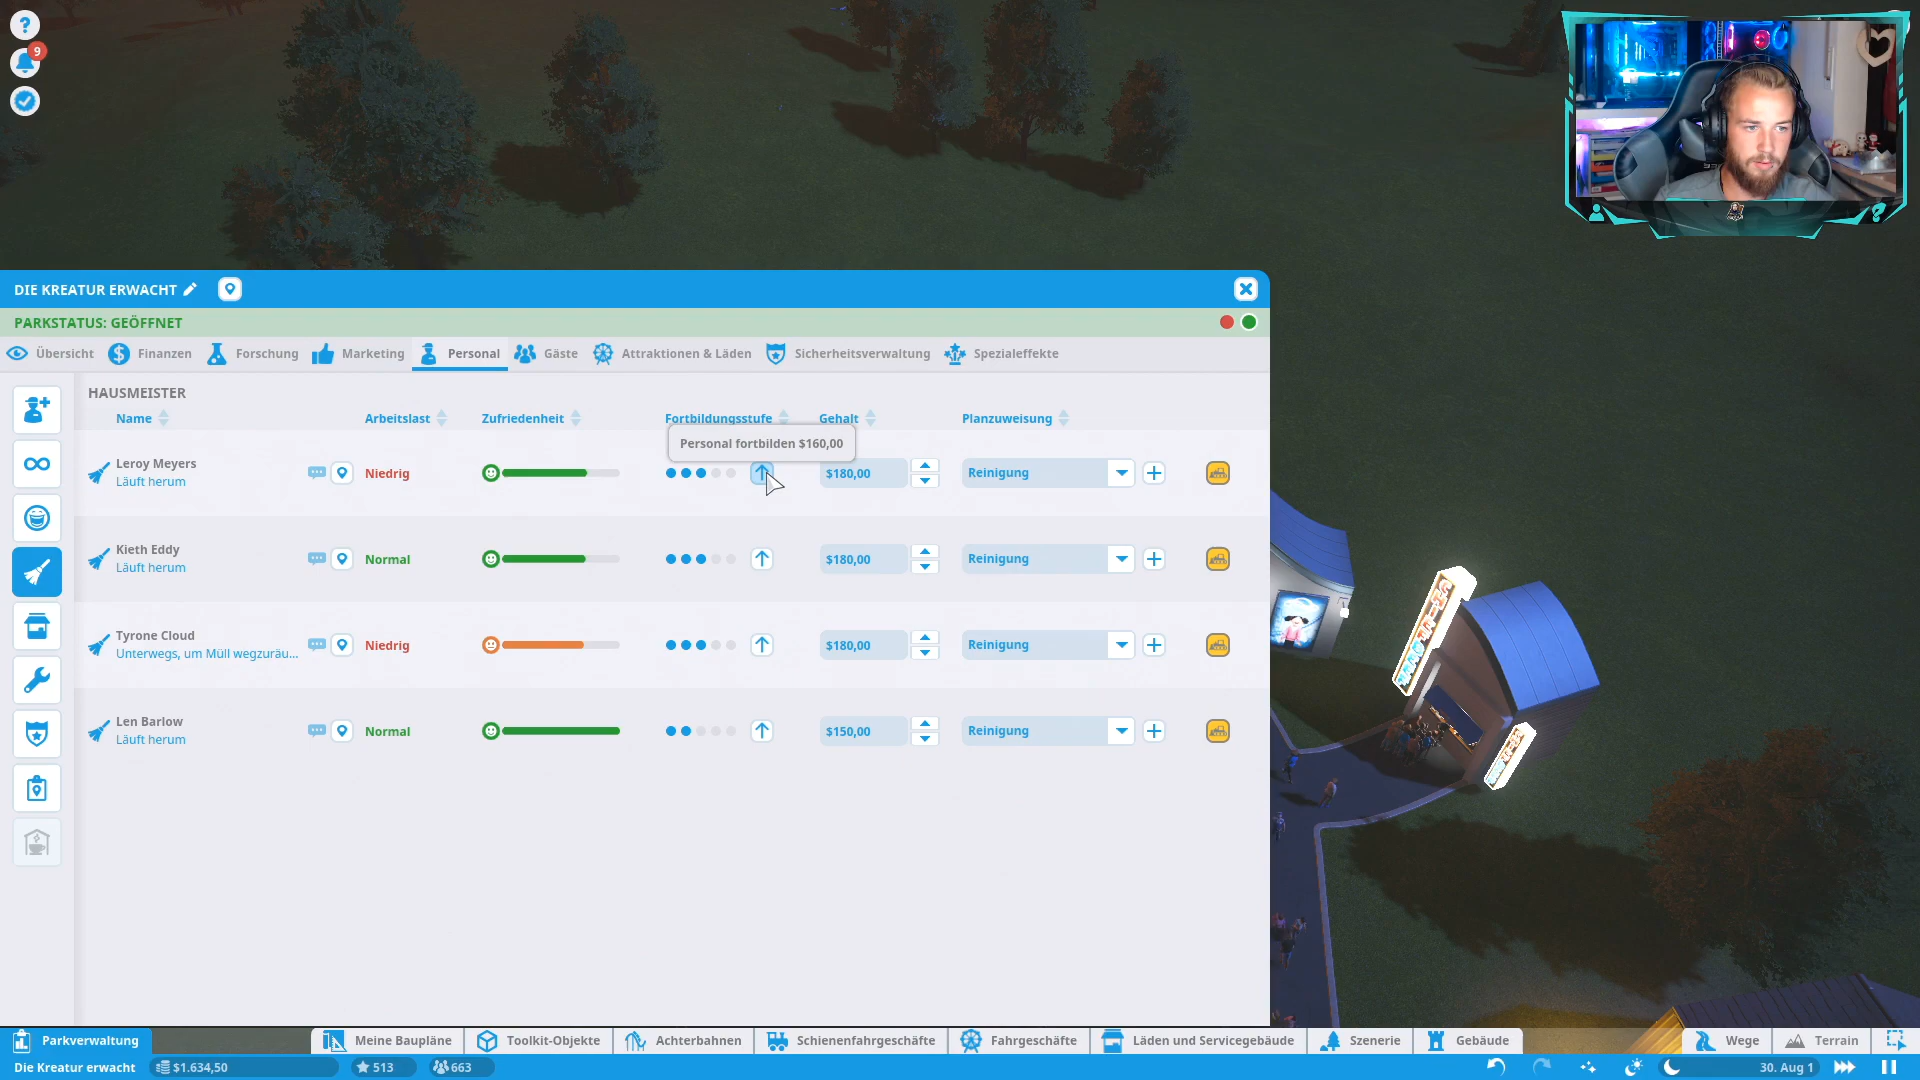 ?
9
DIE KREATUR ERWACHT
PARKSTATUS: GEÖFFNET
Übersicht
$
Finanzen
Forschung
Marketing
Personal
Gäste
Attraktionen & Läden
Sicherheitsverwaltung
Spezialeffekte
HAUSMEISTER
Name
Arbeitslast
Zufriedenheit
Fortbildungsstufe
Gehalt
Planzuweisung
Personal fortbilden $160,00
Leroy Meyers
Läuft herum
Niedrig
$180,00
Reinigung
Kieth Eddy
Läuft herum
Normal
$180,00
Reinigung
Tyrone Cloud
Unterwegs, um Müll wegzuräu...
Niedrig
$180,00
Reinigung
Len Barlow
Läuft herum
Normal
$150,00
Reinigung
Parkverwaltung
Meine Baupläne
Toolkit-Objekte
Achterbahnen
Schienenfahrgeschäfte
Fahrgeschäfte
Läden und Servicegebäude
Szenerie
Gebäude
Wege
Terrain
Die Kreatur erwacht
$1.634,50
513
663
30. Aug 1